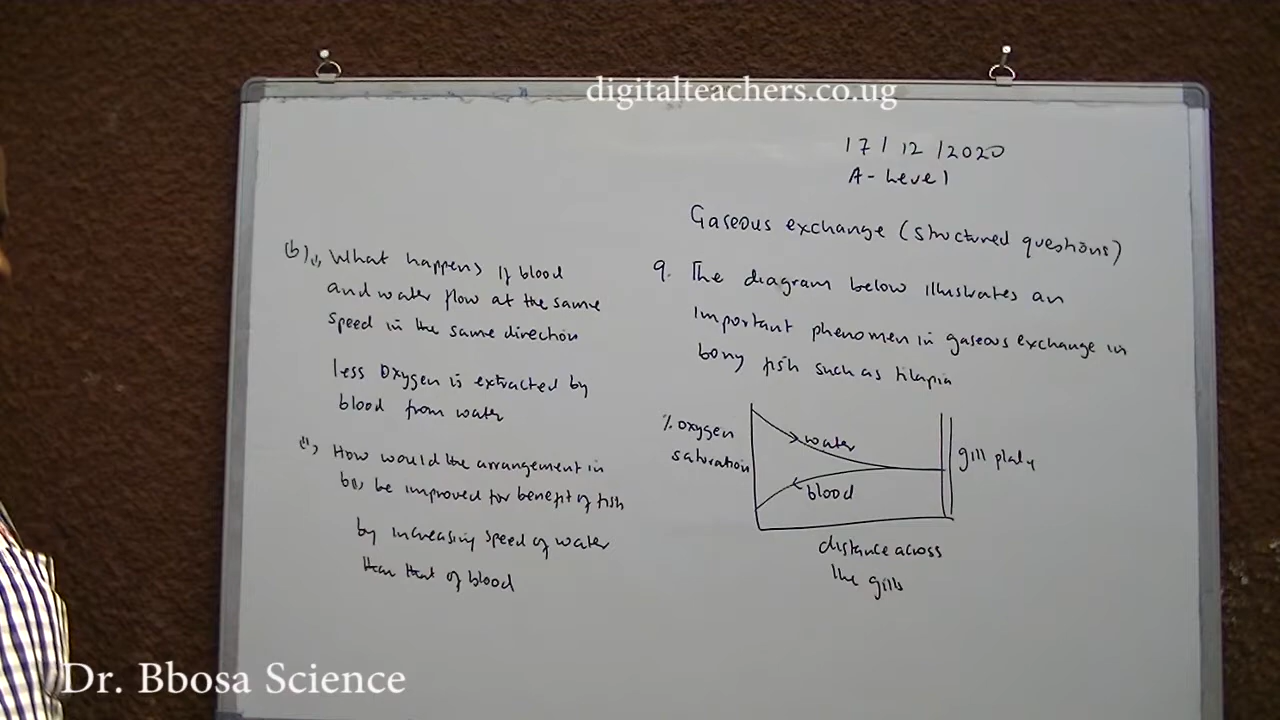 digitalteachers.co.ug
17/12/2020
A-Level
Gaseous exchange (structured questions)
9. The diagram below illustrates an
important phenomen in gaseous exchange in
bony fish such as tilapia
% oxygen
saturation
water
blood
gill plate
distance across
the gills
(b) i, What happens if blood
and water flow at the same
speed in the same direction
less oxygen is extracted by
blood from water
ii, How would the arrangement in
b(i) be improved for benefit of fish
by increasing speed of water
than that of blood
Dr. Bbosa Science